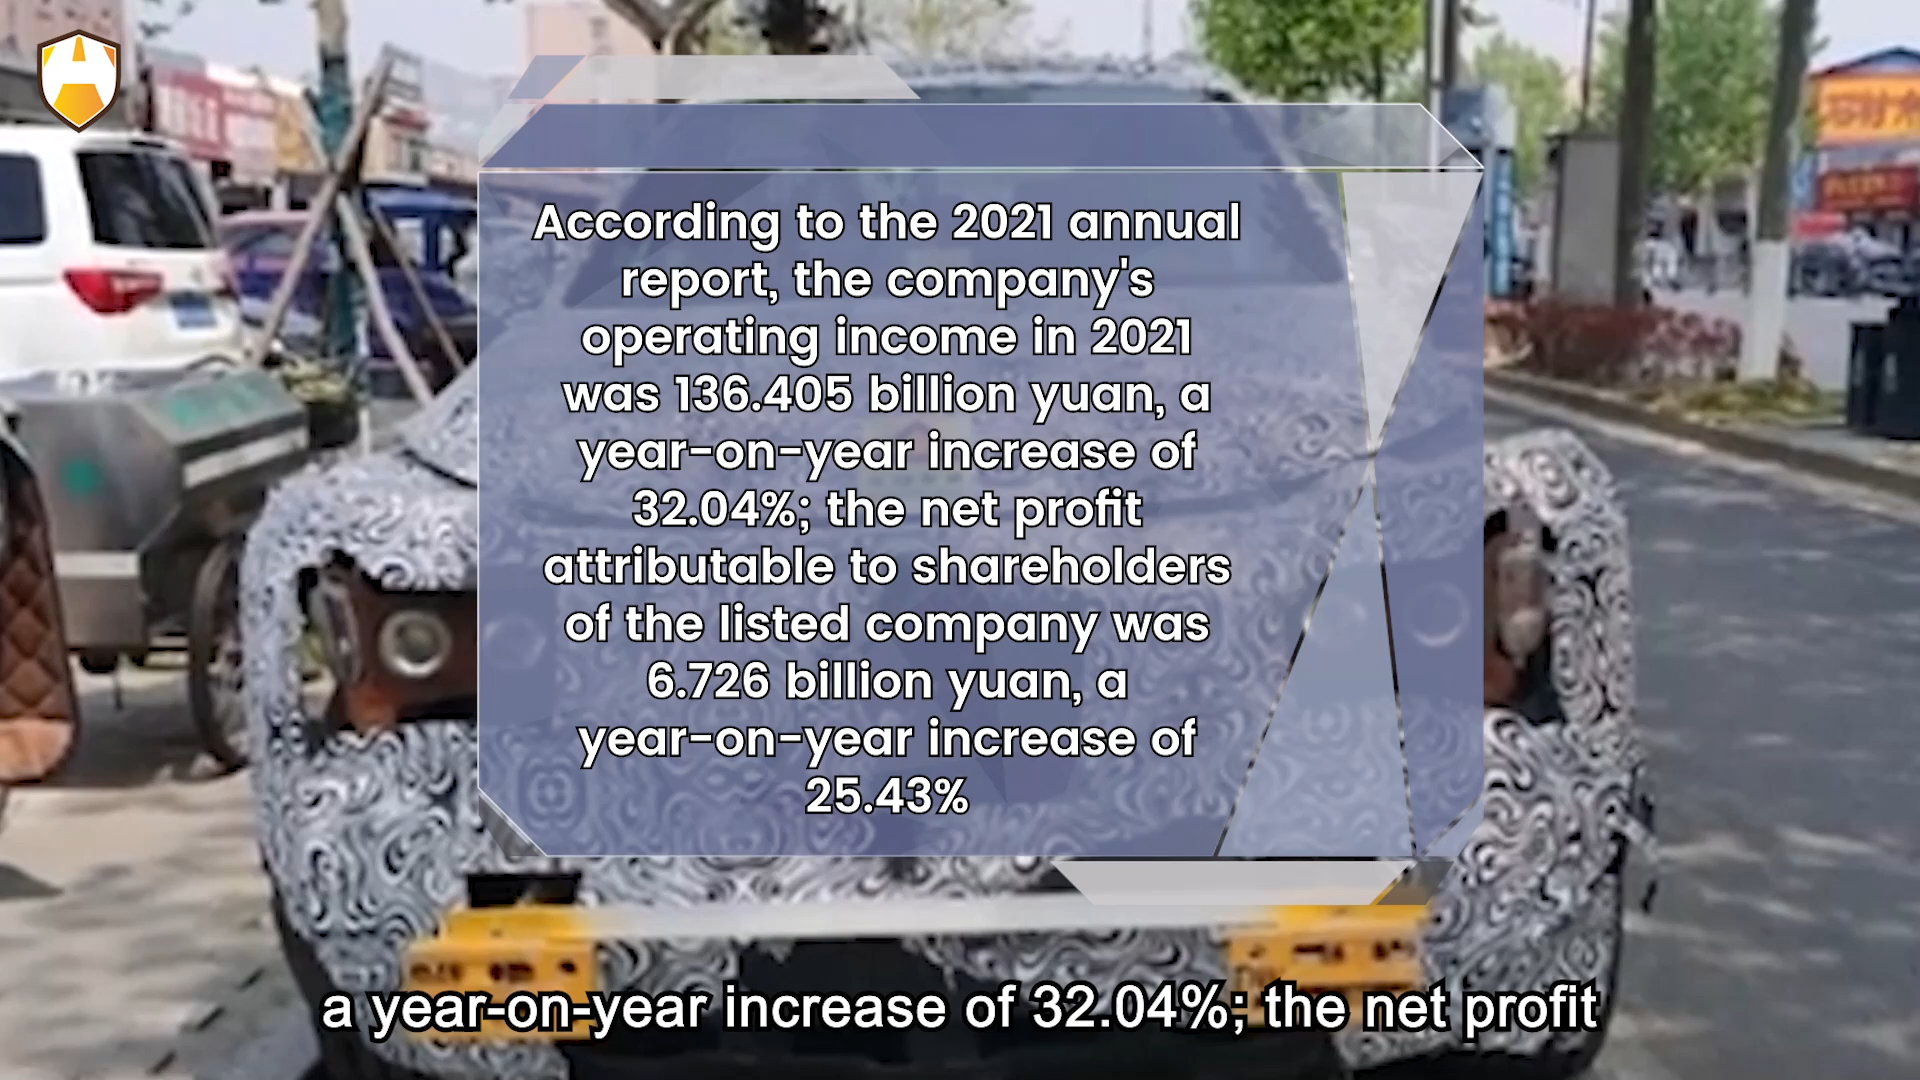 According to the 2021 annual
report, the company's
operating income in 2021
was 136.405 billion yuan, a
year-on-year increase of
32.04%; the net profit
attributable to shareholders
of the listed company was
6.726 billion yuan, a
year-on-year increase of
25.43%
a year-on-year increase of 32.04%; the net profit